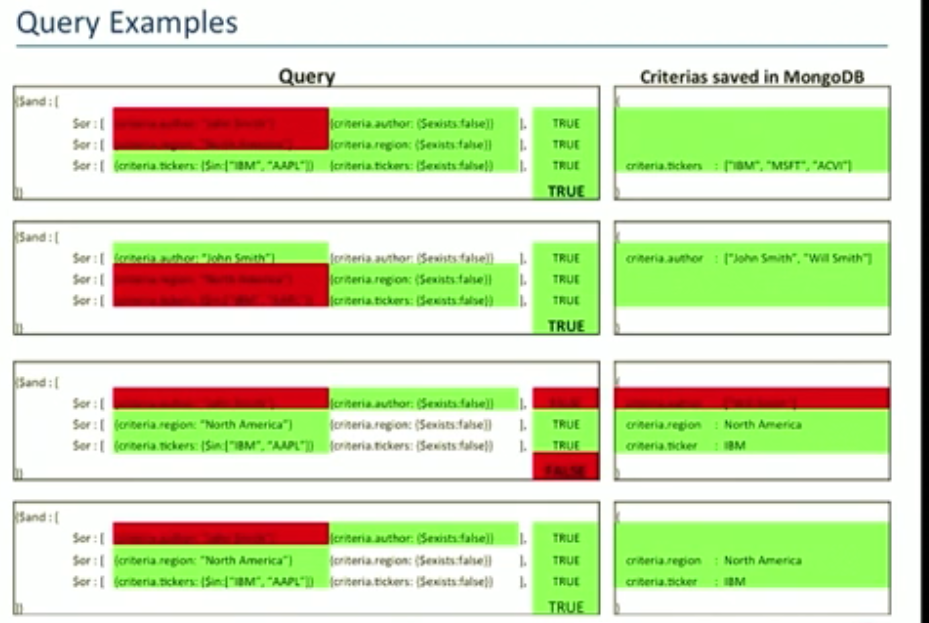 Query Examples
Query Criterias saved in MongoDB
{$and : [ {
$or : [ {criteria.author: "John Smith"} {criteria.author: {$exists:false}} ], TRUE
$or : [ {criteria.region: "North America"} {criteria.region: {$exists:false}} ], TRUE
$or : [ {criteria.tickers: {$in:["IBM", "AAPL"]} {criteria.tickers: {$exists:false}} ], TRUE criteria.tickers : ["IBM", "MSFT", "ACVI"]
]} TRUE }
{$and : [ {
$or : [ {criteria.author: "John Smith"} {criteria.author: {$exists:false}} ], TRUE criteria.author : ["John Smith", "Will Smith"]
$or : [ {criteria.region: "North America"} {criteria.region: {$exists:false}} ], TRUE
$or : [ {criteria.tickers: {$in:["IBM", "AAPL"]} {criteria.tickers: {$exists:false}} ], TRUE
]} TRUE }
{$and : [ {
$or : [ {criteria.author: "John Smith"} {criteria.author: {$exists:false}} ], FALSE criteria.author : ["Will Smith"]
$or : [ {criteria.region: "North America"} {criteria.region: {$exists:false}} ], TRUE criteria.region : North America
$or : [ {criteria.tickers: {$in:["IBM", "AAPL"]} {criteria.tickers: {$exists:false}} ], TRUE criteria.ticker : IBM
]} FALSE }
{$and : [ {
$or : [ {criteria.author: "John Smith"} {criteria.author: {$exists:false}} ], TRUE
$or : [ {criteria.region: "North America"} {criteria.region: {$exists:false}} ], TRUE criteria.region : North America
$or : [ {criteria.tickers: {$in:["IBM", "AAPL"]} {criteria.tickers: {$exists:false}} ], TRUE criteria.ticker : IBM
]} TRUE }